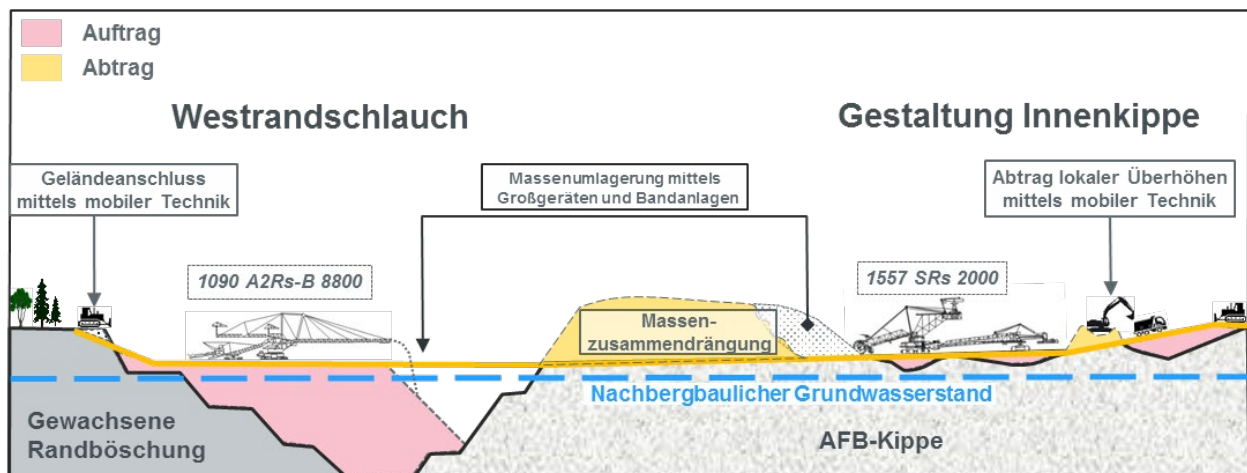 Auftrag
Abtrag
Westrandschlauch
Gestaltung Innenkippe
Geländeanschluss
mittels mobiler Technik
Massenumlagerung mittels
Großgeräten und Bandanlagen
Abtrag lokaler Überhöhen
mittels mobiler Technik
1090 A2Rs-B 8800
1557 SRs 2000
Massen-
zusammendrängung
Nachbergbaulicher Grundwasserstand
Gewachsene
Randböschung
AFB-Kippe